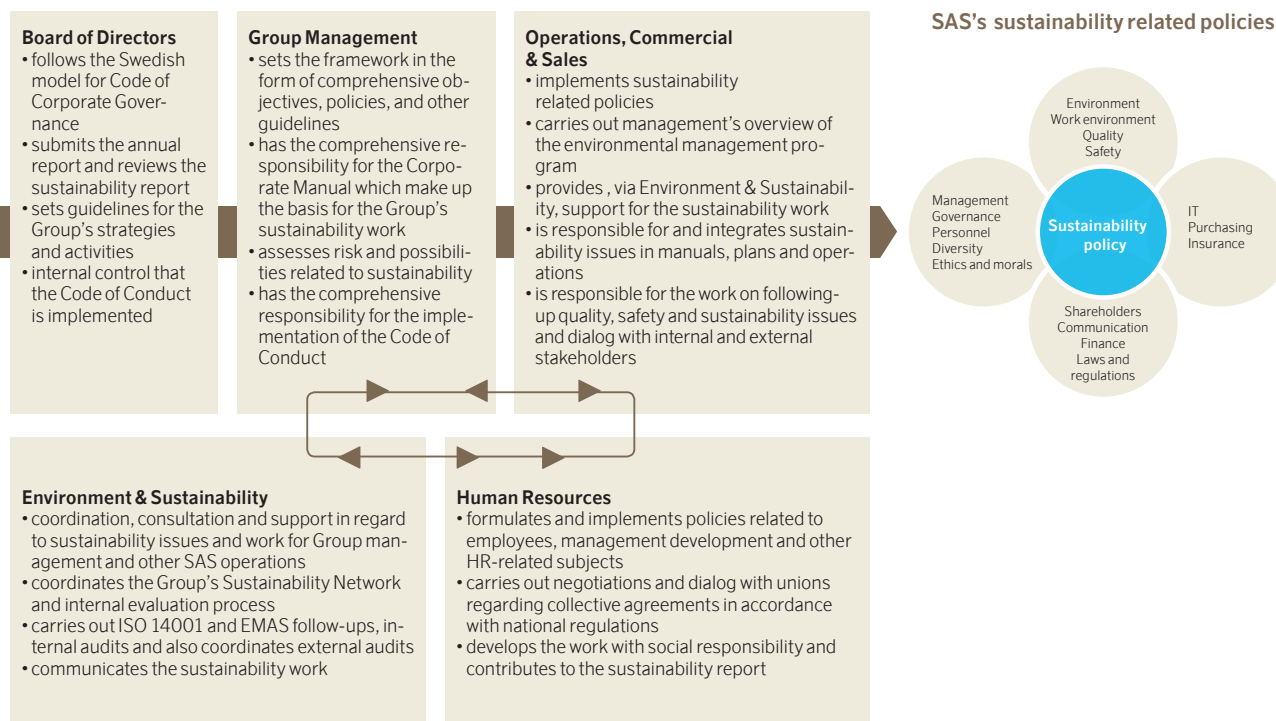 Board of Directors
• follows the Swedish
model for Code of
Corporate Gover-
nance
• submits the annual
report and reviews the
sustainability report
• sets guidelines for the
Group's strategies
and activities
• internal control that
the Code of Conduct
is implemented
Group Management
• sets the framework in the
form of comprehensive ob-
jectives, policies, and other
guidelines
• has the comprehensive re-
sponsibility for the Corpo-
rate Manual which make up
the basis for the Group's
sustainability work
• assesses risk and possibili-
ties related to sustainability
• has the comprehensive
responsibility for the imple-
mentation of the Code of
Conduct
Operations, Commercial
& Sales
• implements sustainability
related policies
• carries out management's overview of
the environmental management pro-
gram
• provides , via Environment & Sustainabil-
ity, support for the sustainability work
• is responsible for and integrates sustain-
ability issues in manuals, plans and oper-
ations
• is responsible for the work on following-
up quality, safety and sustainability issues
and dialog with internal and external
stakeholders
SAS's sustainability related policies
Environment
Work environment
Quality
Safety
Management
Governance
Personnel
Diversity
Ethics and morals
Sustainability
policy
IT
Purchasing
Insurance
Shareholders
Communication
Finance
Laws and
regulations
Environment & Sustainability
• coordination, consultation and support in regard
to sustainability issues and work for Group man-
agement and other SAS operations
• coordinates the Group's Sustainability Network
and internal evaluation process
• carries out ISO 14001 and EMAS follow-ups, in-
ternal audits and also coordinates external audits
• communicates the sustainability work
Human Resources
• formulates and implements policies related to
employees, management development and other
HR-related subjects
• carries out negotiations and dialog with unions
regarding collective agreements in accordance
with national regulations
• develops the work with social responsibility and
contributes to the sustainability report